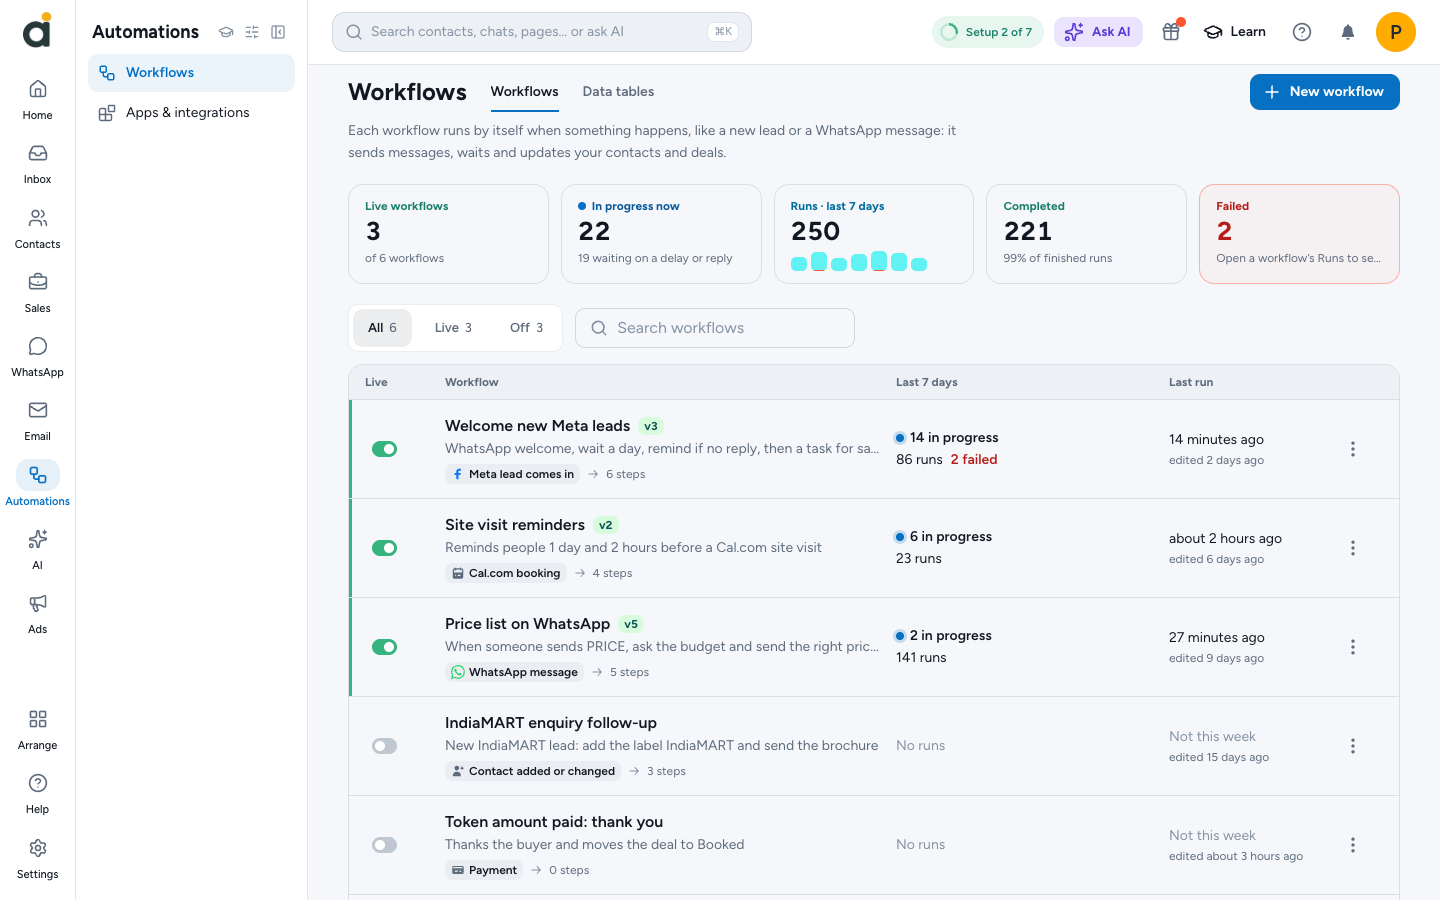 Automations
Search contacts, chats, pages... or ask AI
⌘K
Setup 2 of 7
Ask AI
Learn
P
Home
Inbox
Contacts
Sales
WhatsApp
Email
Automations
AI
Ads
Arrange
Help
Settings
Workflows
Apps & integrations
Workflows
Workflows
Data tables
New workflow
Each workflow runs by itself when something happens, like a new lead or a WhatsApp message: it
sends messages, waits and updates your contacts and deals.
Live workflows
3
of 6 workflows
In progress now
22
19 waiting on a delay or reply
Runs · last 7 days
250
Completed
221
99% of finished runs
Failed
2
Open a workflow's Runs to se...
All 6
Live 3
Off 3
Search workflows
Live
Workflow
Last 7 days
Last run
Welcome new Meta leads v3
WhatsApp welcome, wait a day, remind if no reply, then a task for sa...
Meta lead comes in → 6 steps
14 in progress
86 runs 2 failed
14 minutes ago
edited 2 days ago
Site visit reminders v2
Reminds people 1 day and 2 hours before a Cal.com site visit
Cal.com booking → 4 steps
6 in progress
23 runs
about 2 hours ago
edited 6 days ago
Price list on WhatsApp v5
When someone sends PRICE, ask the budget and send the right pric...
WhatsApp message → 5 steps
2 in progress
141 runs
27 minutes ago
edited 9 days ago
IndiaMART enquiry follow-up
New IndiaMART lead: add the label IndiaMART and send the brochure
Contact added or changed → 3 steps
No runs
Not this week
edited 15 days ago
Token amount paid: thank you
Thanks the buyer and moves the deal to Booked
Payment → 0 steps
No runs
Not this week
edited about 3 hours ago